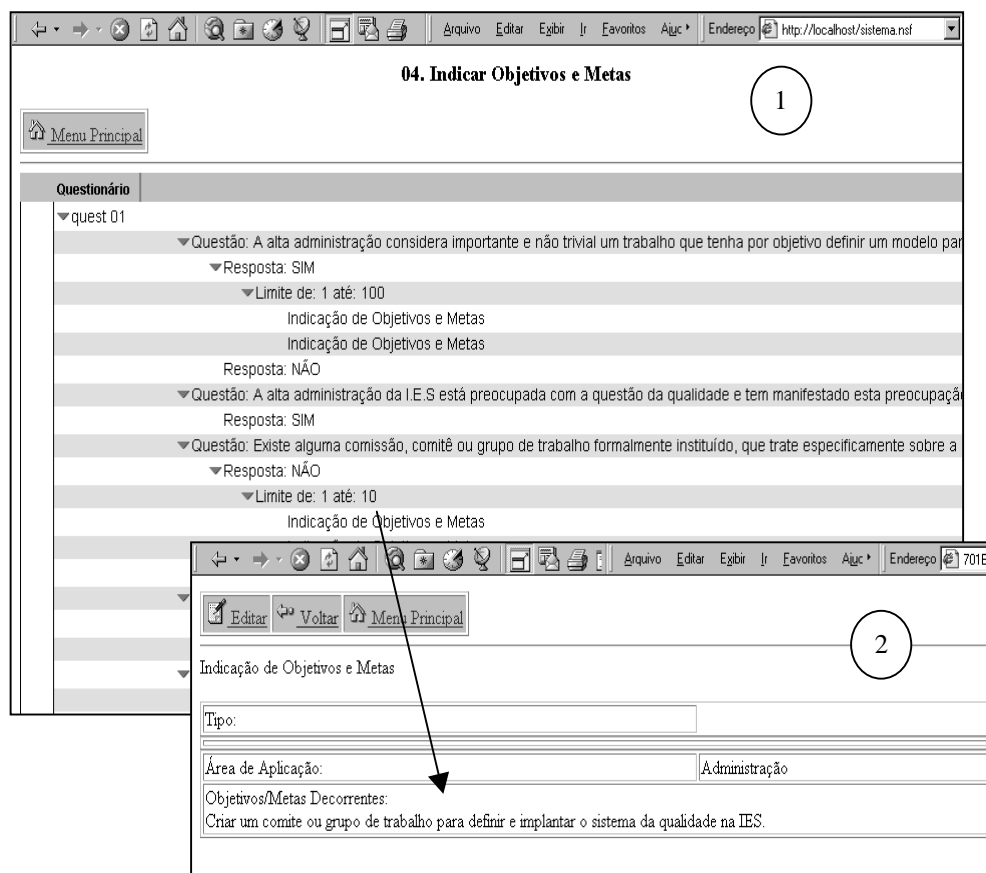 Arquivo Editar Exibir Ir Favoritos Ajuc Endereço http://localhost/sistema.nsf
04. Indicar Objetivos e Metas
1
Menu Principal
Questionário
quest 01
Questão: A alta administração considera importante e não trivial um trabalho que tenha por objetivo definir um modelo par
Resposta: SIM
Limite de: 1 até: 100
Indicação de Objetivos e Metas
Indicação de Objetivos e Metas
Resposta: NÃO
Questão: A alta administração da I.E.S está preocupada com a questão da qualidade e tem manifestado esta preocupação
Resposta: SIM
Questão: Existe alguma comissão, comitê ou grupo de trabalho formalmente instituído, que trate especificamente sobre a
Resposta: NÃO
Limite de: 1 até: 10
Indicação de Objetivos e Metas
Arquivo Editar Exibir Ir Favoritos Ajuc Endereço 701E
Editar Voltar Menu Principal
2
Indicação de Objetivos e Metas
Tipo:
Área de Aplicação: Administração
Objetivos/Metas Decorrentes:
Criar um comite ou grupo de trabalho para definir e implantar o sistema da qualidade na IES.